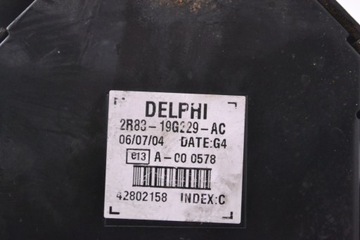 DELPHI
2R83-19G229-AC
06/07/04 DATE:G4
e13 A-00 0578
42802158 INDEX:C